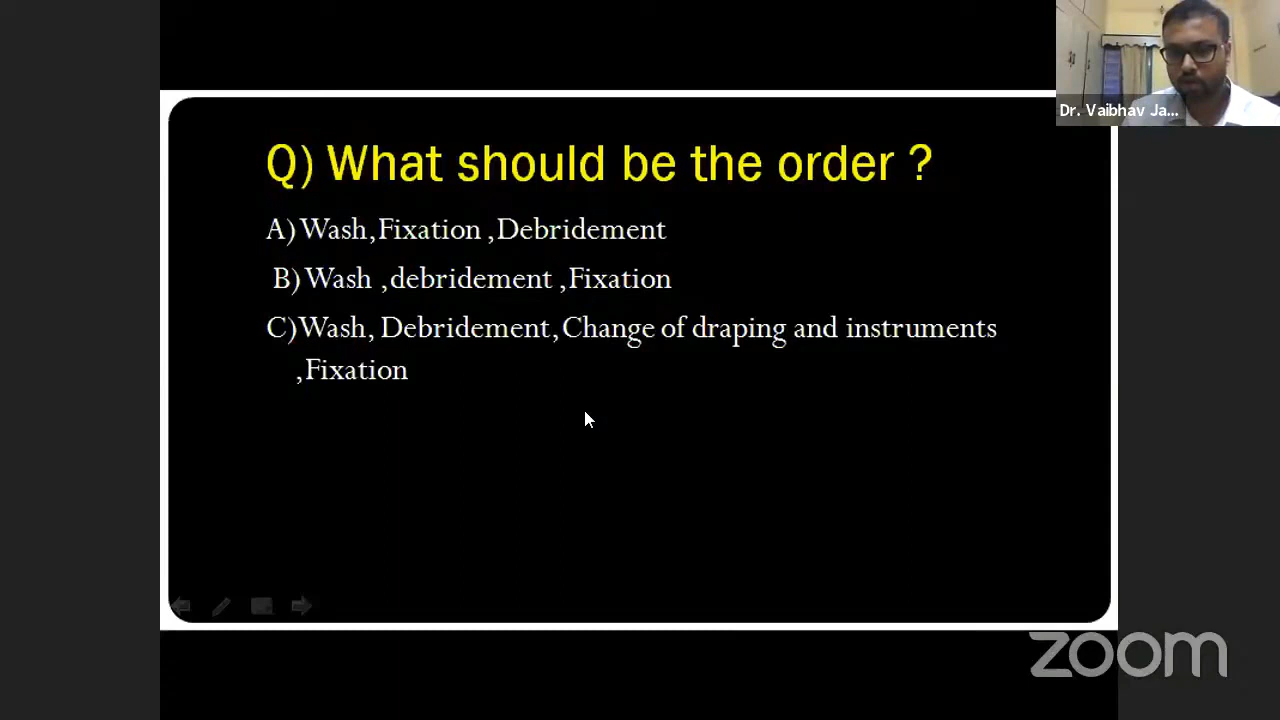 Dr. Vaibhav Ja...
Q) What should be the order ?
A) Wash,Fixation ,Debridement
B) Wash ,debridement ,Fixation
C)Wash, Debridement,Change of draping and instruments
,Fixation
zoom